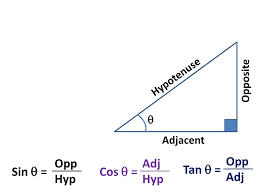 Hypotenuse
Opposite
θ
Adjacent
Sin θ = Opp / Hyp
Cos θ = Adj / Hyp
Tan θ = Opp / Adj